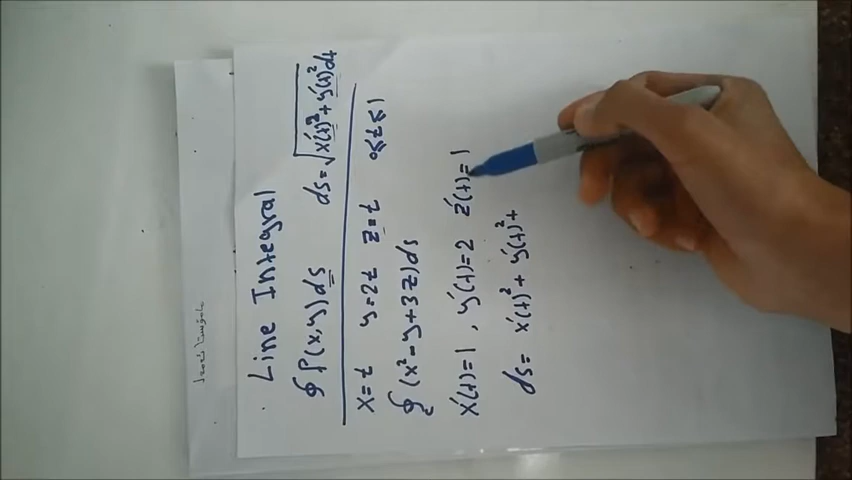 Line Integral
∮ f(x,y) ds ds = √x'(t)² + y'(t)² dt
x = t y = 2t z = t 0 ≤ t ≤ 1
∮c (x² - y + 3z) ds
x'(t) = 1 , y'(t) = 2 z'(t) = 1
ds = x'(t)² + y'(t)² +